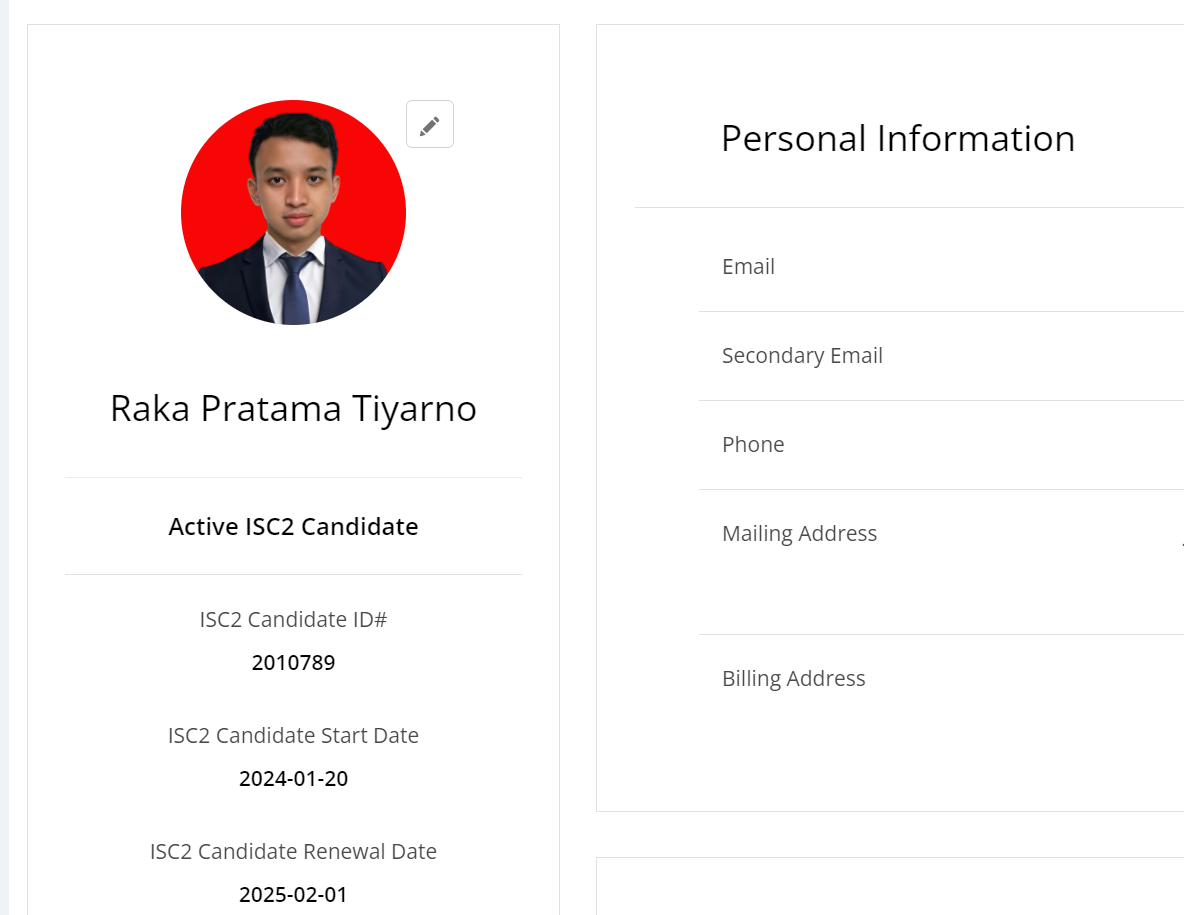 Raka Pratama Tiyarno
Active ISC2 Candidate
ISC2 Candidate ID#
2010789
ISC2 Candidate Start Date
2024-01-20
ISC2 Candidate Renewal Date
2025-02-01
Personal Information
Email
Secondary Email
Phone
Mailing Address
Billing Address